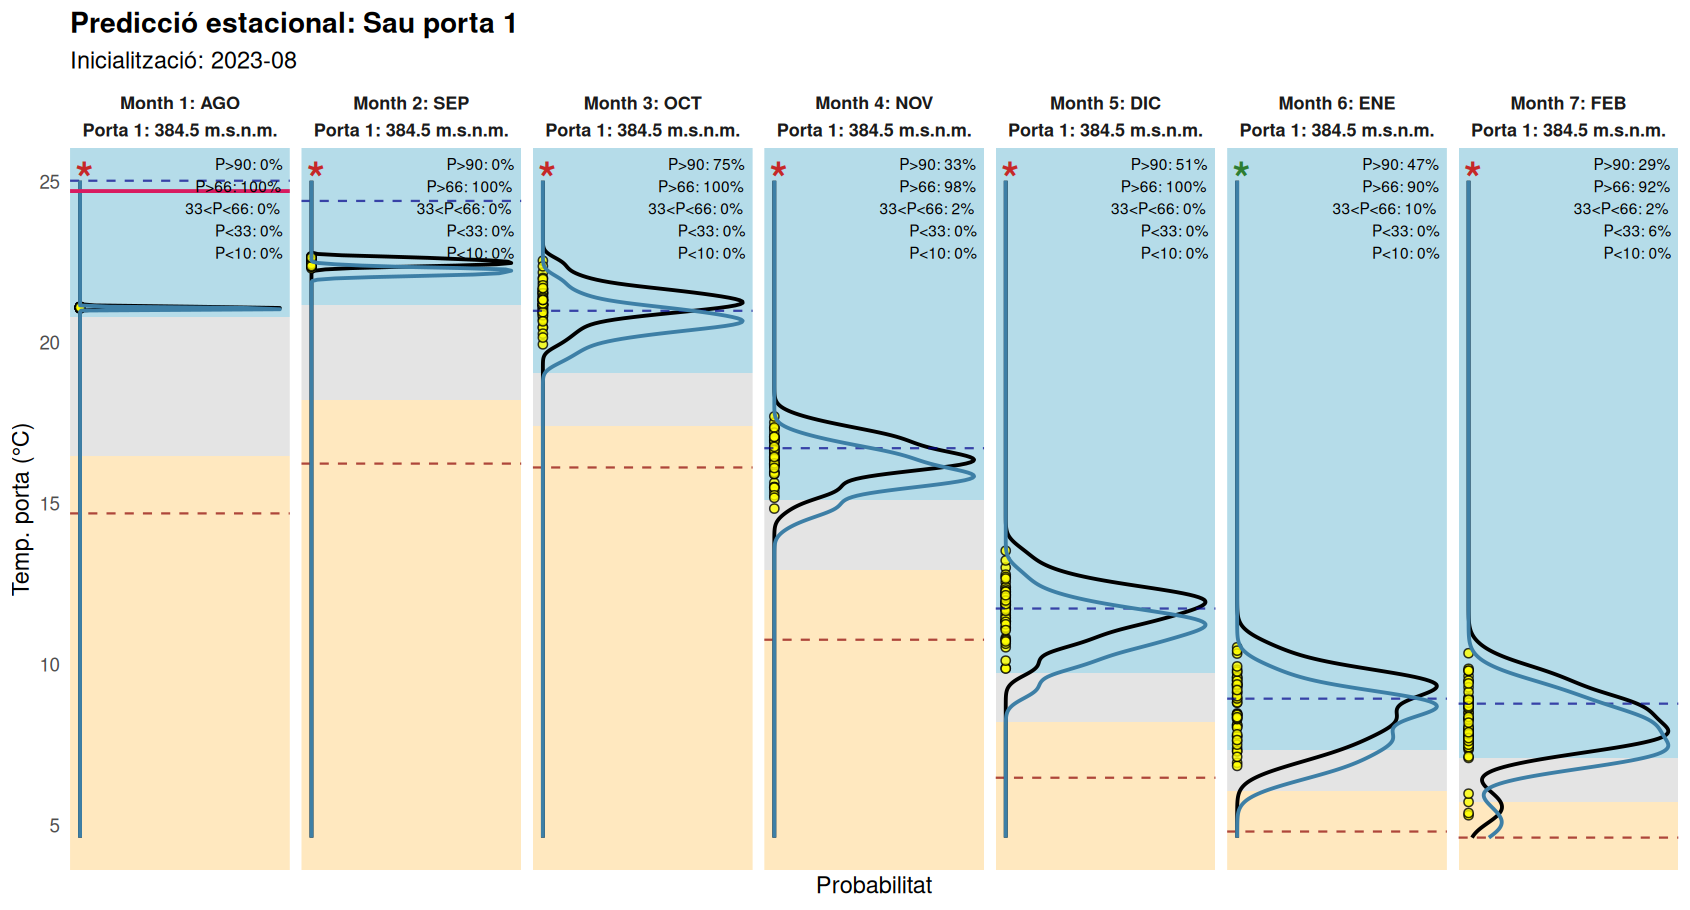 Predicció estacional: Sau porta 1
Inicialització: 2023-08
Month 1: AGO
Porta 1: 384.5 m.s.n.m.
Month 2: SEP
Porta 1: 384.5 m.s.n.m.
Month 3: OCT
Porta 1: 384.5 m.s.n.m.
Month 4: NOV
Porta 1: 384.5 m.s.n.m.
Month 5: DIC
Porta 1: 384.5 m.s.n.m.
Month 6: ENE
Porta 1: 384.5 m.s.n.m.
Month 7: FEB
Porta 1: 384.5 m.s.n.m.
*
P>90: 0%
P>66: 100%
33<P<66: 0%
P<33: 0%
P<10: 0%
*
P>90: 0%
P>66: 100%
33<P<66: 0%
P<33: 0%
P<10: 0%
*
P>90: 75%
P>66: 100%
33<P<66: 0%
P<33: 0%
P<10: 0%
*
P>90: 33%
P>66: 98%
33<P<66: 2%
P<33: 0%
P<10: 0%
*
P>90: 51%
P>66: 100%
33<P<66: 0%
P<33: 0%
P<10: 0%
*
P>90: 47%
P>66: 90%
33<P<66: 10%
P<33: 0%
P<10: 0%
*
P>90: 29%
P>66: 92%
33<P<66: 2%
P<33: 6%
P<10: 0%
25
20
15
10
5
Temp. porta (°C)
Probabilitat